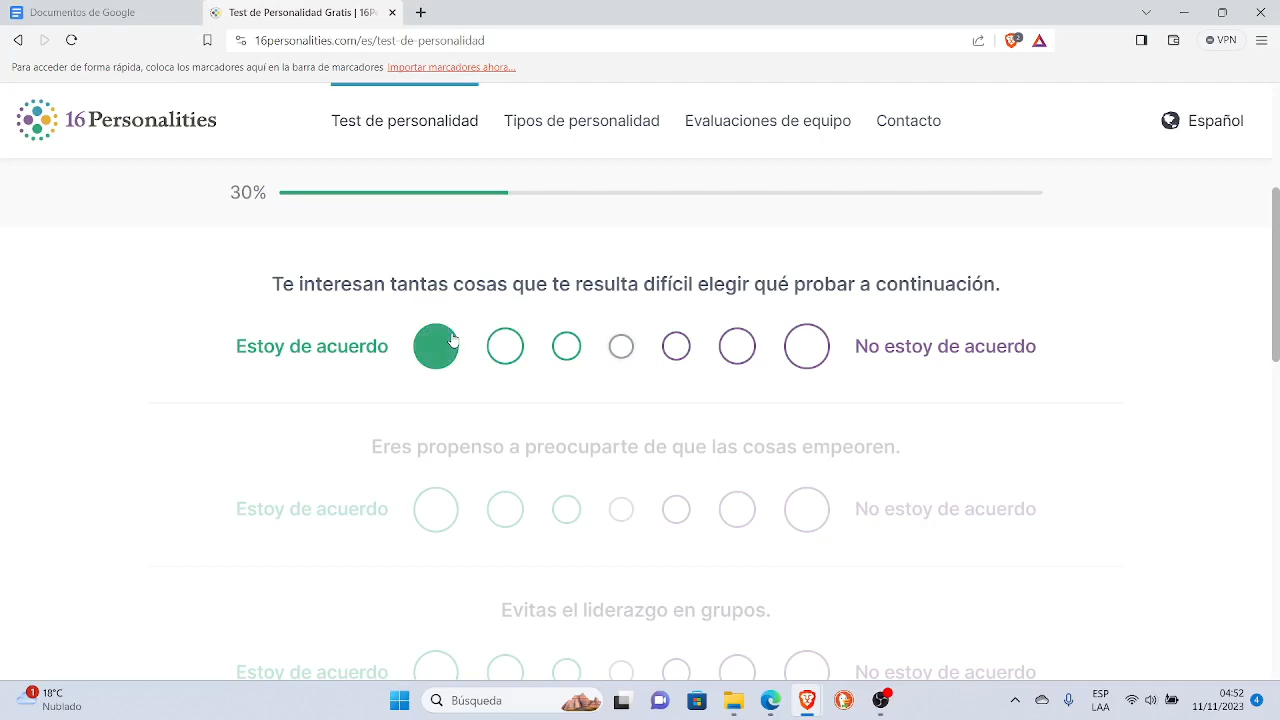 Documentos de Google
Test de Personalidad Gratis | 16P
16personalities.com/es/test-de-personalidad
2
VPN
Para acceder de forma rápida, coloca los marcadores aquí en la barra de marcadores Importar marcadores ahora...
16Personalities
Test de personalidad
Tipos de personalidad
Evaluaciones de equipo
Contacto
Español
30%
Te interesan tantas cosas que te resulta difícil elegir qué probar a continuación.
Estoy de acuerdo
No estoy de acuerdo
Eres propenso a preocuparte de que las cosas empeoren.
Estoy de acuerdo
No estoy de acuerdo
Evitas el liderazgo en grupos.
Estoy de acuerdo
No estoy de acuerdo
1
18°C
Nublado
Búsqueda
ESP
LAA
04:52
11/11/2023
4